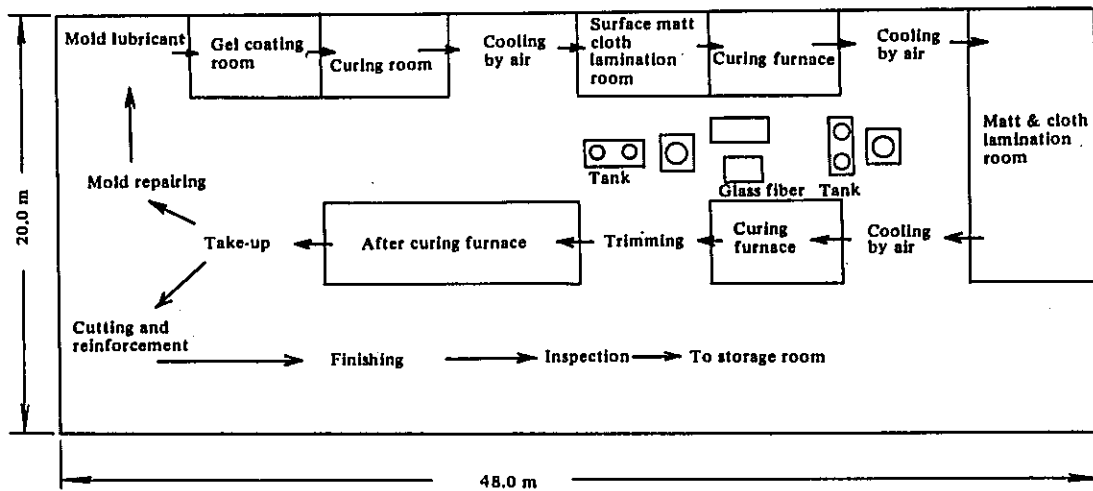 Mold lubricant
Gel coating
room
Curing room
Cooling
by air
Surface matt
cloth
lamination
room
Curing furnace
Cooling
by air
Matt & cloth
lamination
room
Tank
Glass fiber
Tank
Mold repairing
20.0 m
Take-up
After curing furnace
Trimming
Curing
furnace
Cooling
by air
Cutting and
reinforcement
Finishing
Inspection
To storage room
48.0 m